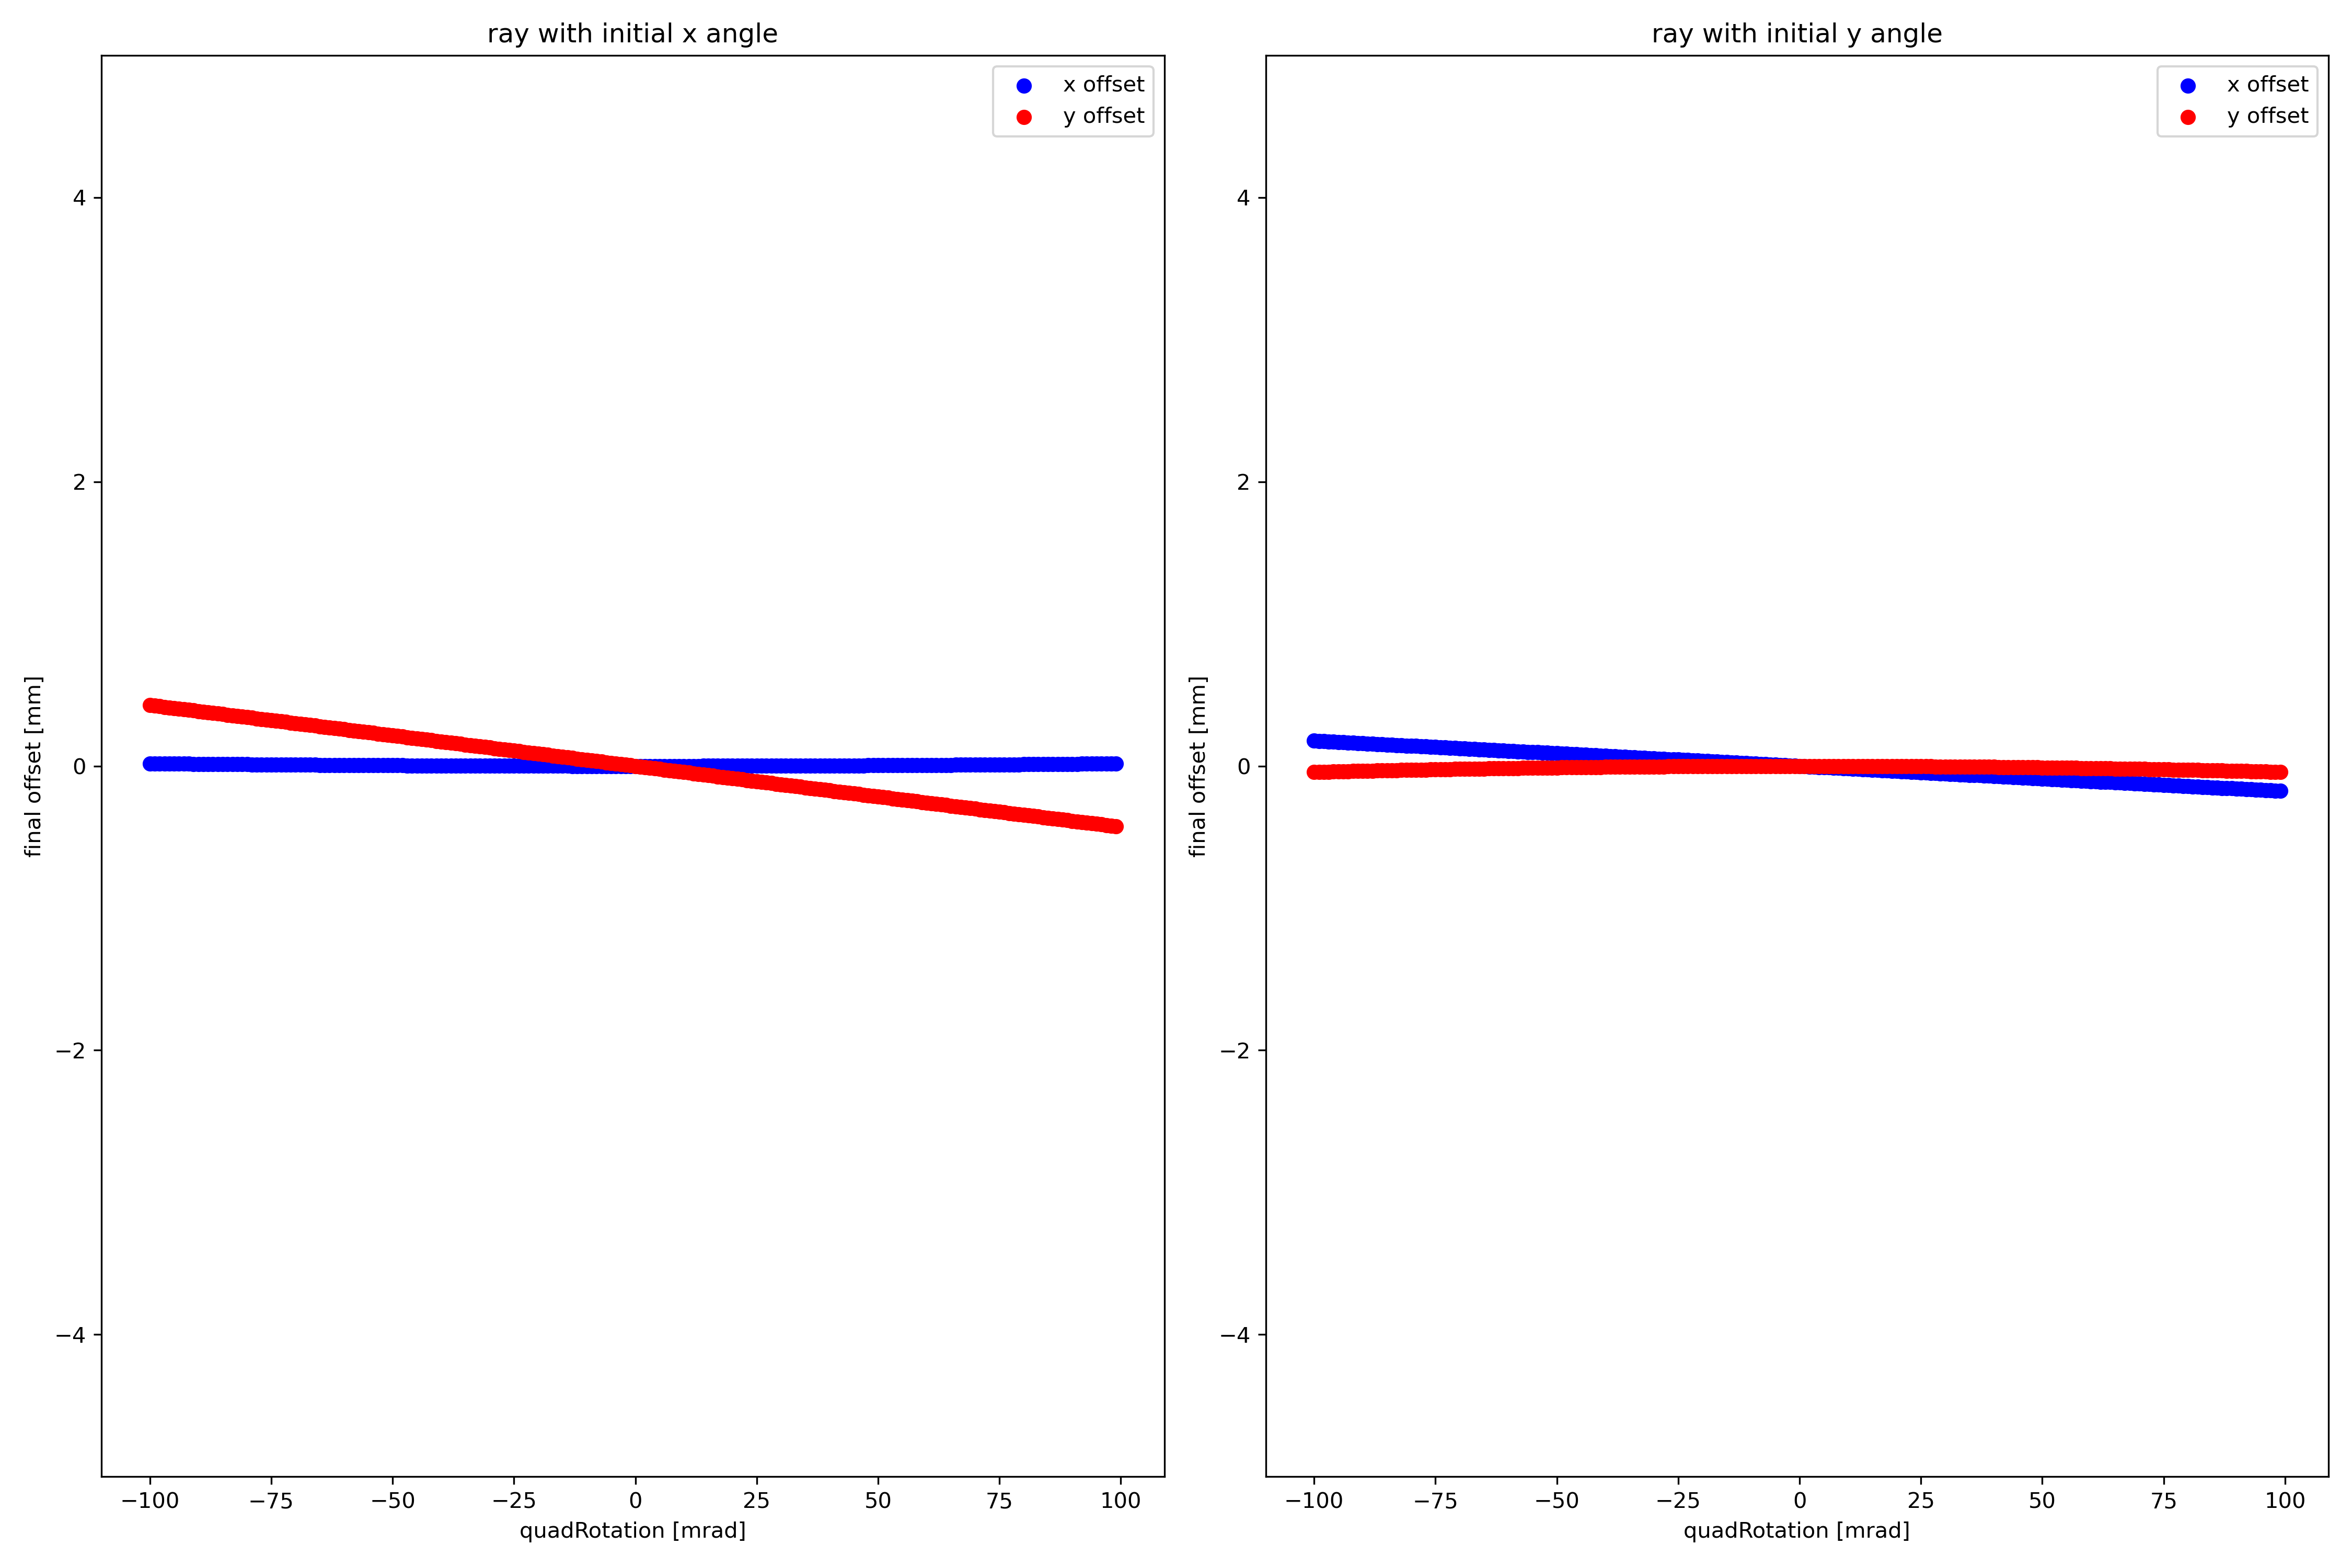 ray with initial x angle
x offset
y offset
4
2
0
−2
−4
final offset [mm]
−100
−75
−50
−25
0
25
50
75
100
quadRotation [mrad]
ray with initial y angle
x offset
y offset
4
2
0
−2
−4
final offset [mm]
−100
−75
−50
−25
0
25
50
75
100
quadRotation [mrad]